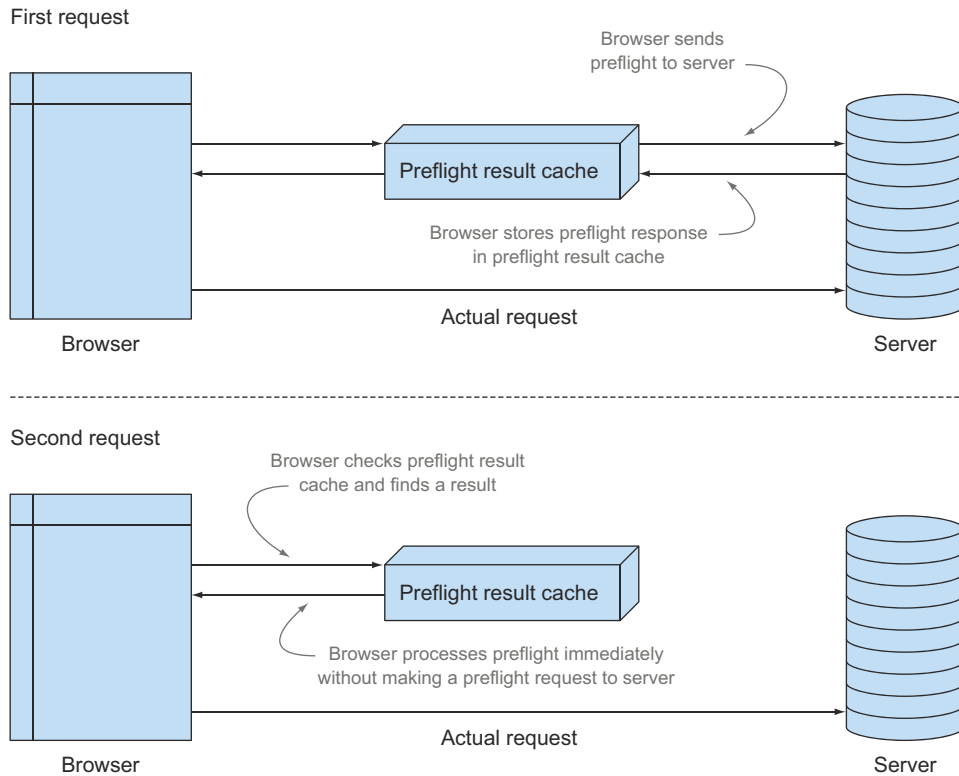 First request
Browser sends
preflight to server
Preflight result cache
Browser stores preflight response
in preflight result cache
Actual request
Browser
Server
Second request
Browser checks preflight result
cache and finds a result
Preflight result cache
Browser processes preflight immediately
without making a preflight request to server
Actual request
Browser
Server